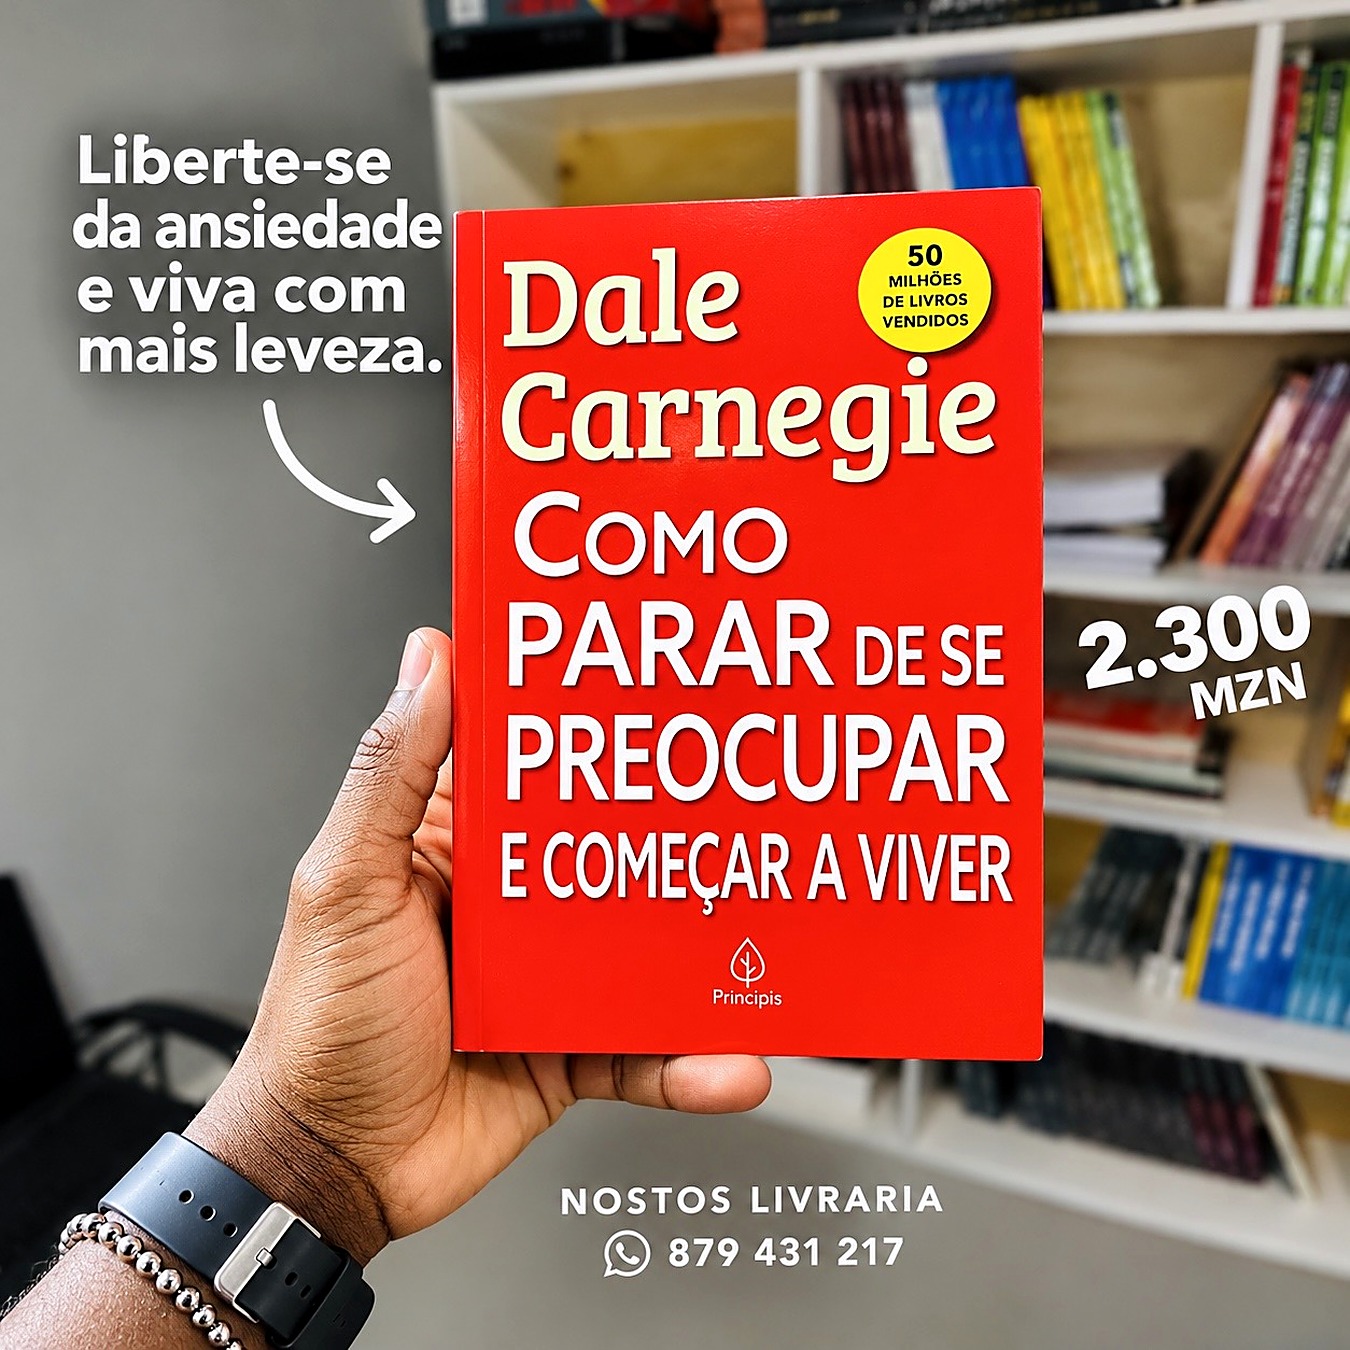 Liberte-se
da ansiedade
e viva com
mais leveza.
Dale
Carnegie
50
MILHÕES
DE LIVROS
VENDIDOS
COMO
PARAR DE SE
PREOCUPAR
E COMEÇAR A VIVER
Principis
2.300
MZN
NOSTOS LIVRARIA
879 431 217